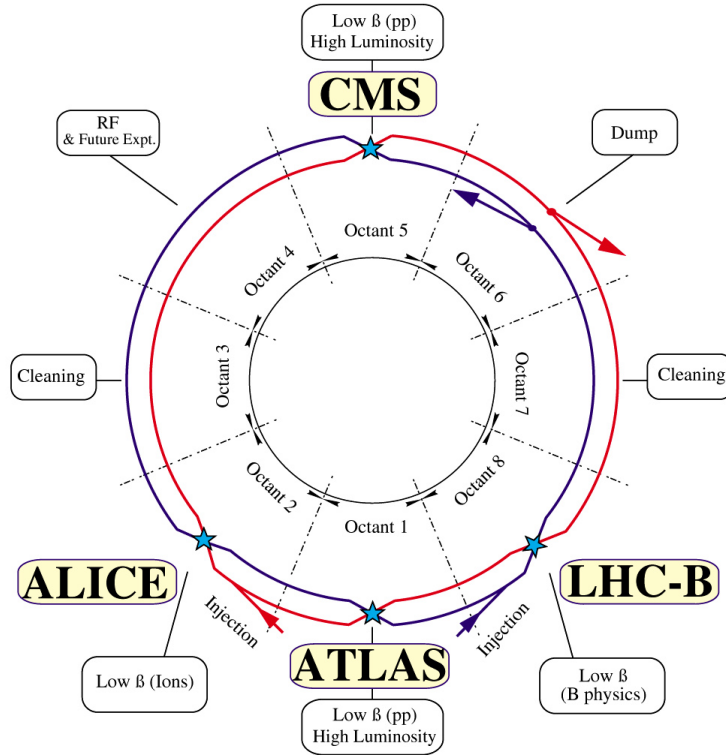 Low ß (pp)
High Luminosity
CMS
RF
& Future Expt.
Dump
Octant 5
Octant 4
Octant 6
Cleaning
Octant 3
Octant 7
Cleaning
Octant 2
Octant 8
Octant 1
ALICE
LHC-B
Injection
Injection
ATLAS
Low ß (Ions)
Low ß
(B physics)
Low ß (pp)
High Luminosity